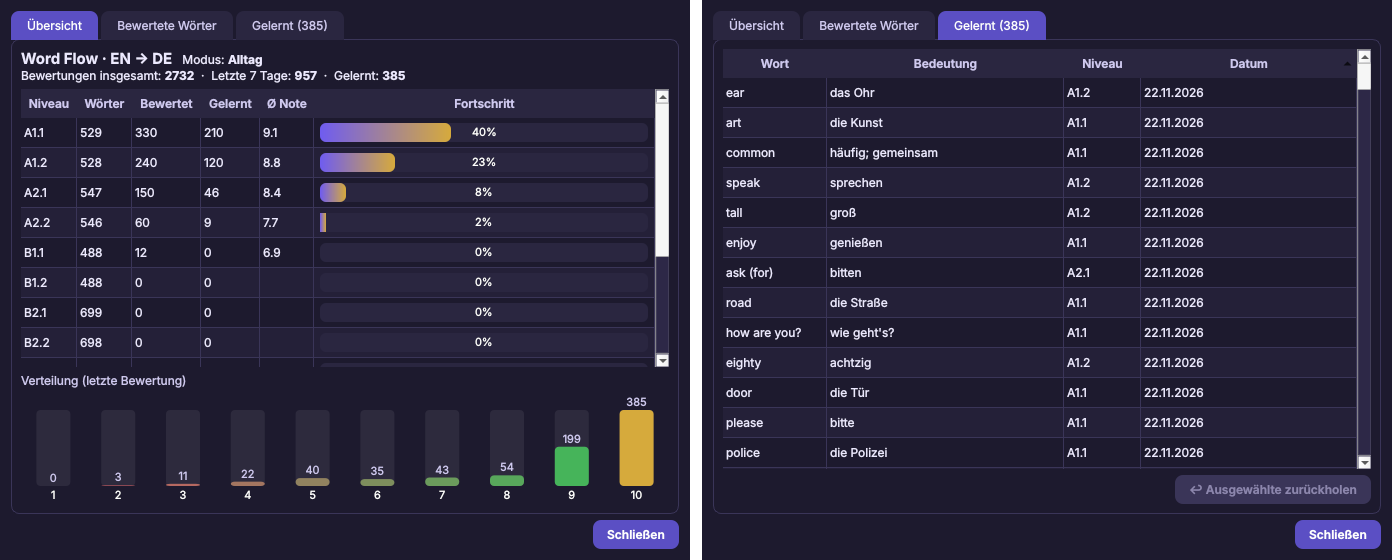 Übersicht Bewertete Wörter Gelernt (385)
Word Flow · EN → DE Modus: Alltag
Bewertungen insgesamt: 2732 · Letzte 7 Tage: 957 · Gelernt: 385
Niveau Wörter Bewertet Gelernt Ø Note Fortschritt
A1.1 529 330 210 9.1 40%
A1.2 528 240 120 8.8 23%
A2.1 547 150 46 8.4 8%
A2.2 546 60 9 7.7 2%
B1.1 488 12 0 6.9 0%
B1.2 488 0 0 0%
B2.1 699 0 0 0%
B2.2 698 0 0 0%
Verteilung (letzte Bewertung)
0 3 11 22 40 35 43 54 199 385
1 2 3 4 5 6 7 8 9 10
Schließen
Übersicht Bewertete Wörter Gelernt (385)
Wort Bedeutung Niveau Datum
ear das Ohr A1.2 22.11.2026
art die Kunst A1.1 22.11.2026
common häufig; gemeinsam A1.1 22.11.2026
speak sprechen A1.2 22.11.2026
tall groß A1.2 22.11.2026
enjoy genießen A1.1 22.11.2026
ask (for) bitten A2.1 22.11.2026
road die Straße A1.1 22.11.2026
how are you? wie geht's? A1.1 22.11.2026
eighty achtzig A1.2 22.11.2026
door die Tür A1.1 22.11.2026
please bitte A1.1 22.11.2026
police die Polizei A1.1 22.11.2026
↩ Ausgewählte zurückholen
Schließen